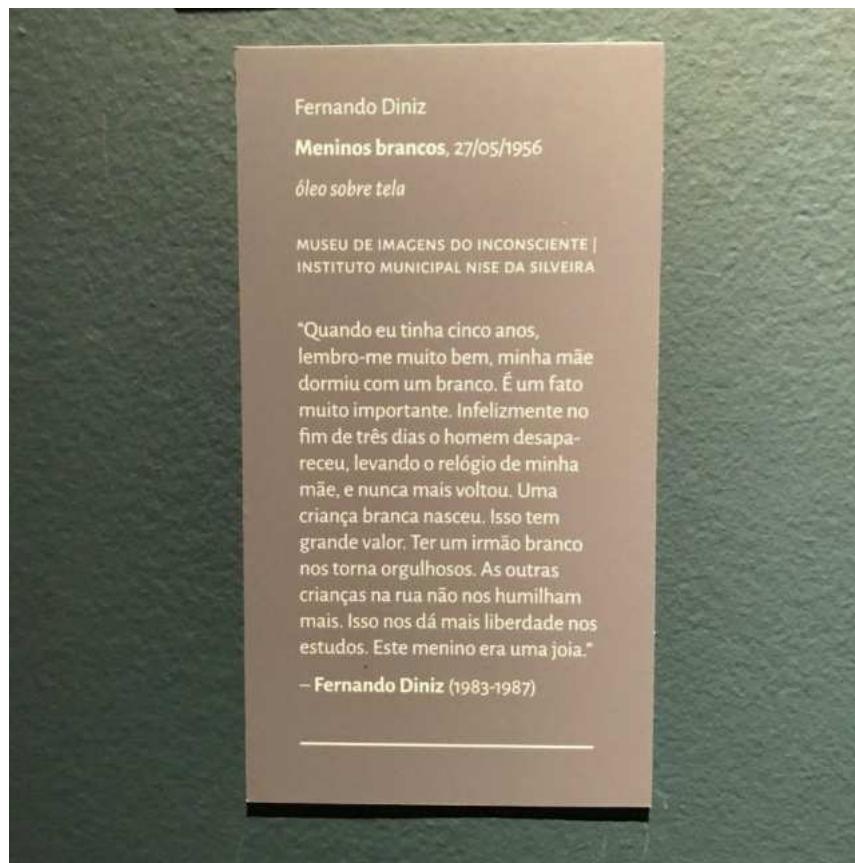 Fernando Diniz
Meninos brancos, 27/05/1956
óleo sobre tela
MUSEU DE IMAGENS DO INCONSCIENTE |
INSTITUTO MUNICIPAL NISE DA SILVEIRA
"Quando eu tinha cinco anos,
lembro-me muito bem, minha mãe
dormiu com um branco. É um fato
muito importante. Infelizmente no
fim de três dias o homem desapa-
receu, levando o relógio de minha
mãe, e nunca mais voltou. Uma
criança branca nasceu. Isso tem
grande valor. Ter um irmão branco
nos torna orgulhosos. As outras
crianças na rua não nos humilham
mais. Isso nos dá mais liberdade nos
estudos. Este menino era uma joia."
– Fernando Diniz (1983-1987)